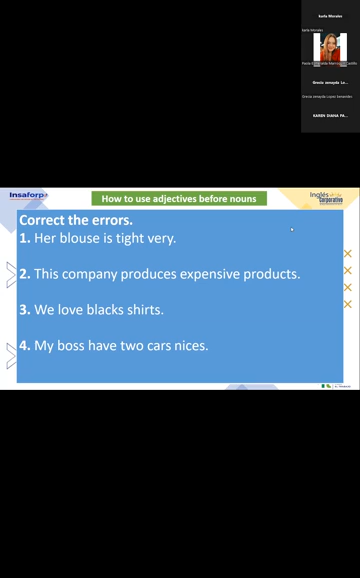 karla Morales
karla Morales
Grecia zenayda Lo...
Grecia zenayda Lopez
KAREN DIANA PA...
Insaforp
How to use adjectives before nouns
Inglés
Corporativo
Correct the errors.
1. Her blouse is tight very.
2. This company produces expensive products.
3. We love blacks shirts.
4. My boss have two cars nices.